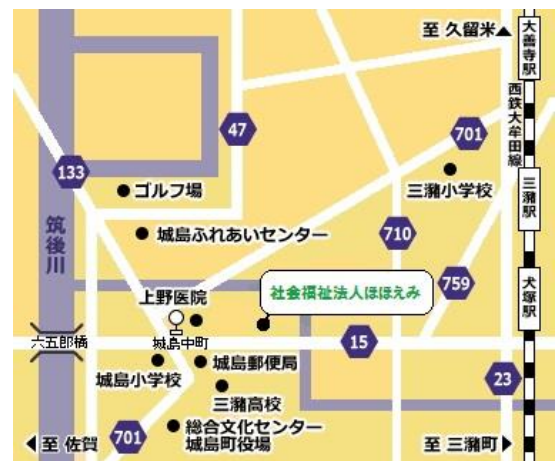 至 久留米▲
大善寺駅
西鉄大牟田線
47
701
133
三潴小学校
三潴駅
ゴルフ場
筑後川
城島ふれあいセンター
710
759
犬塚駅
上野医院
社会福祉法人ほほえみ
六五郎橋
城島中町
15
城島小学校
城島郵便局
23
三潴高校
701
総合文化センター
城島町役場
◀至 佐賀
至 三潴町▶